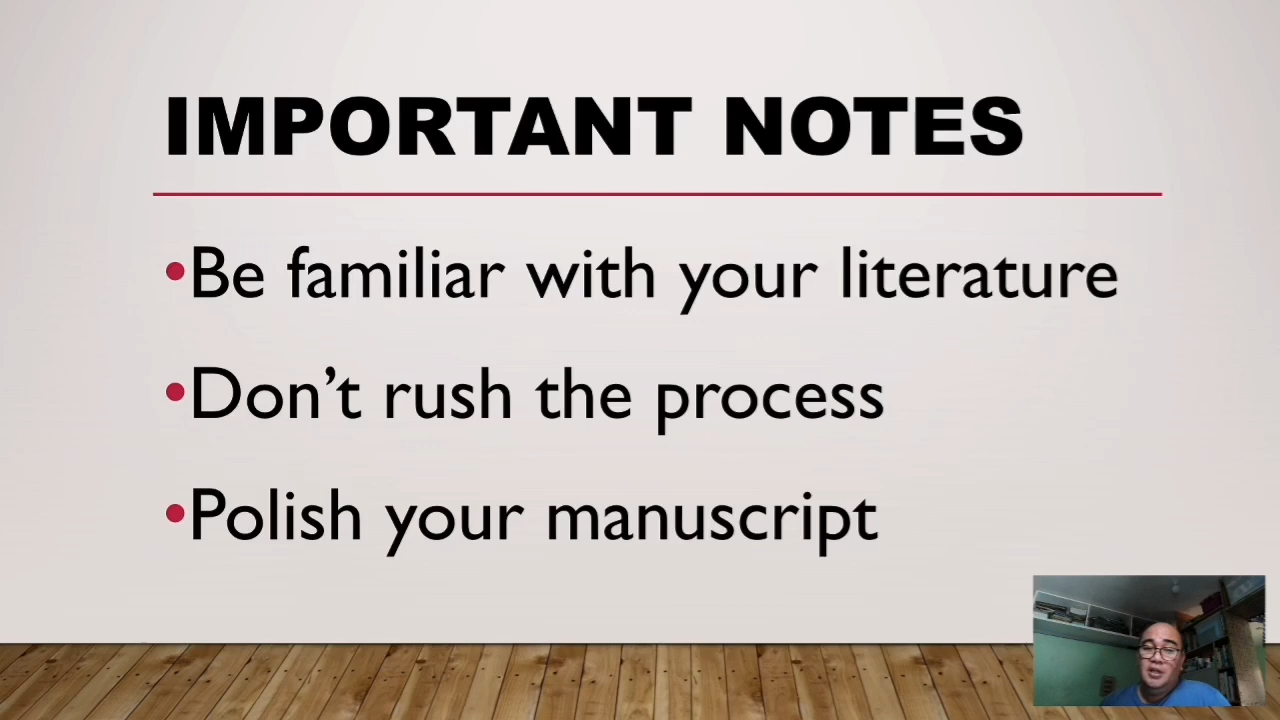 IMPORTANT NOTES
•Be familiar with your literature
•Don’t rush the process
•Polish your manuscript